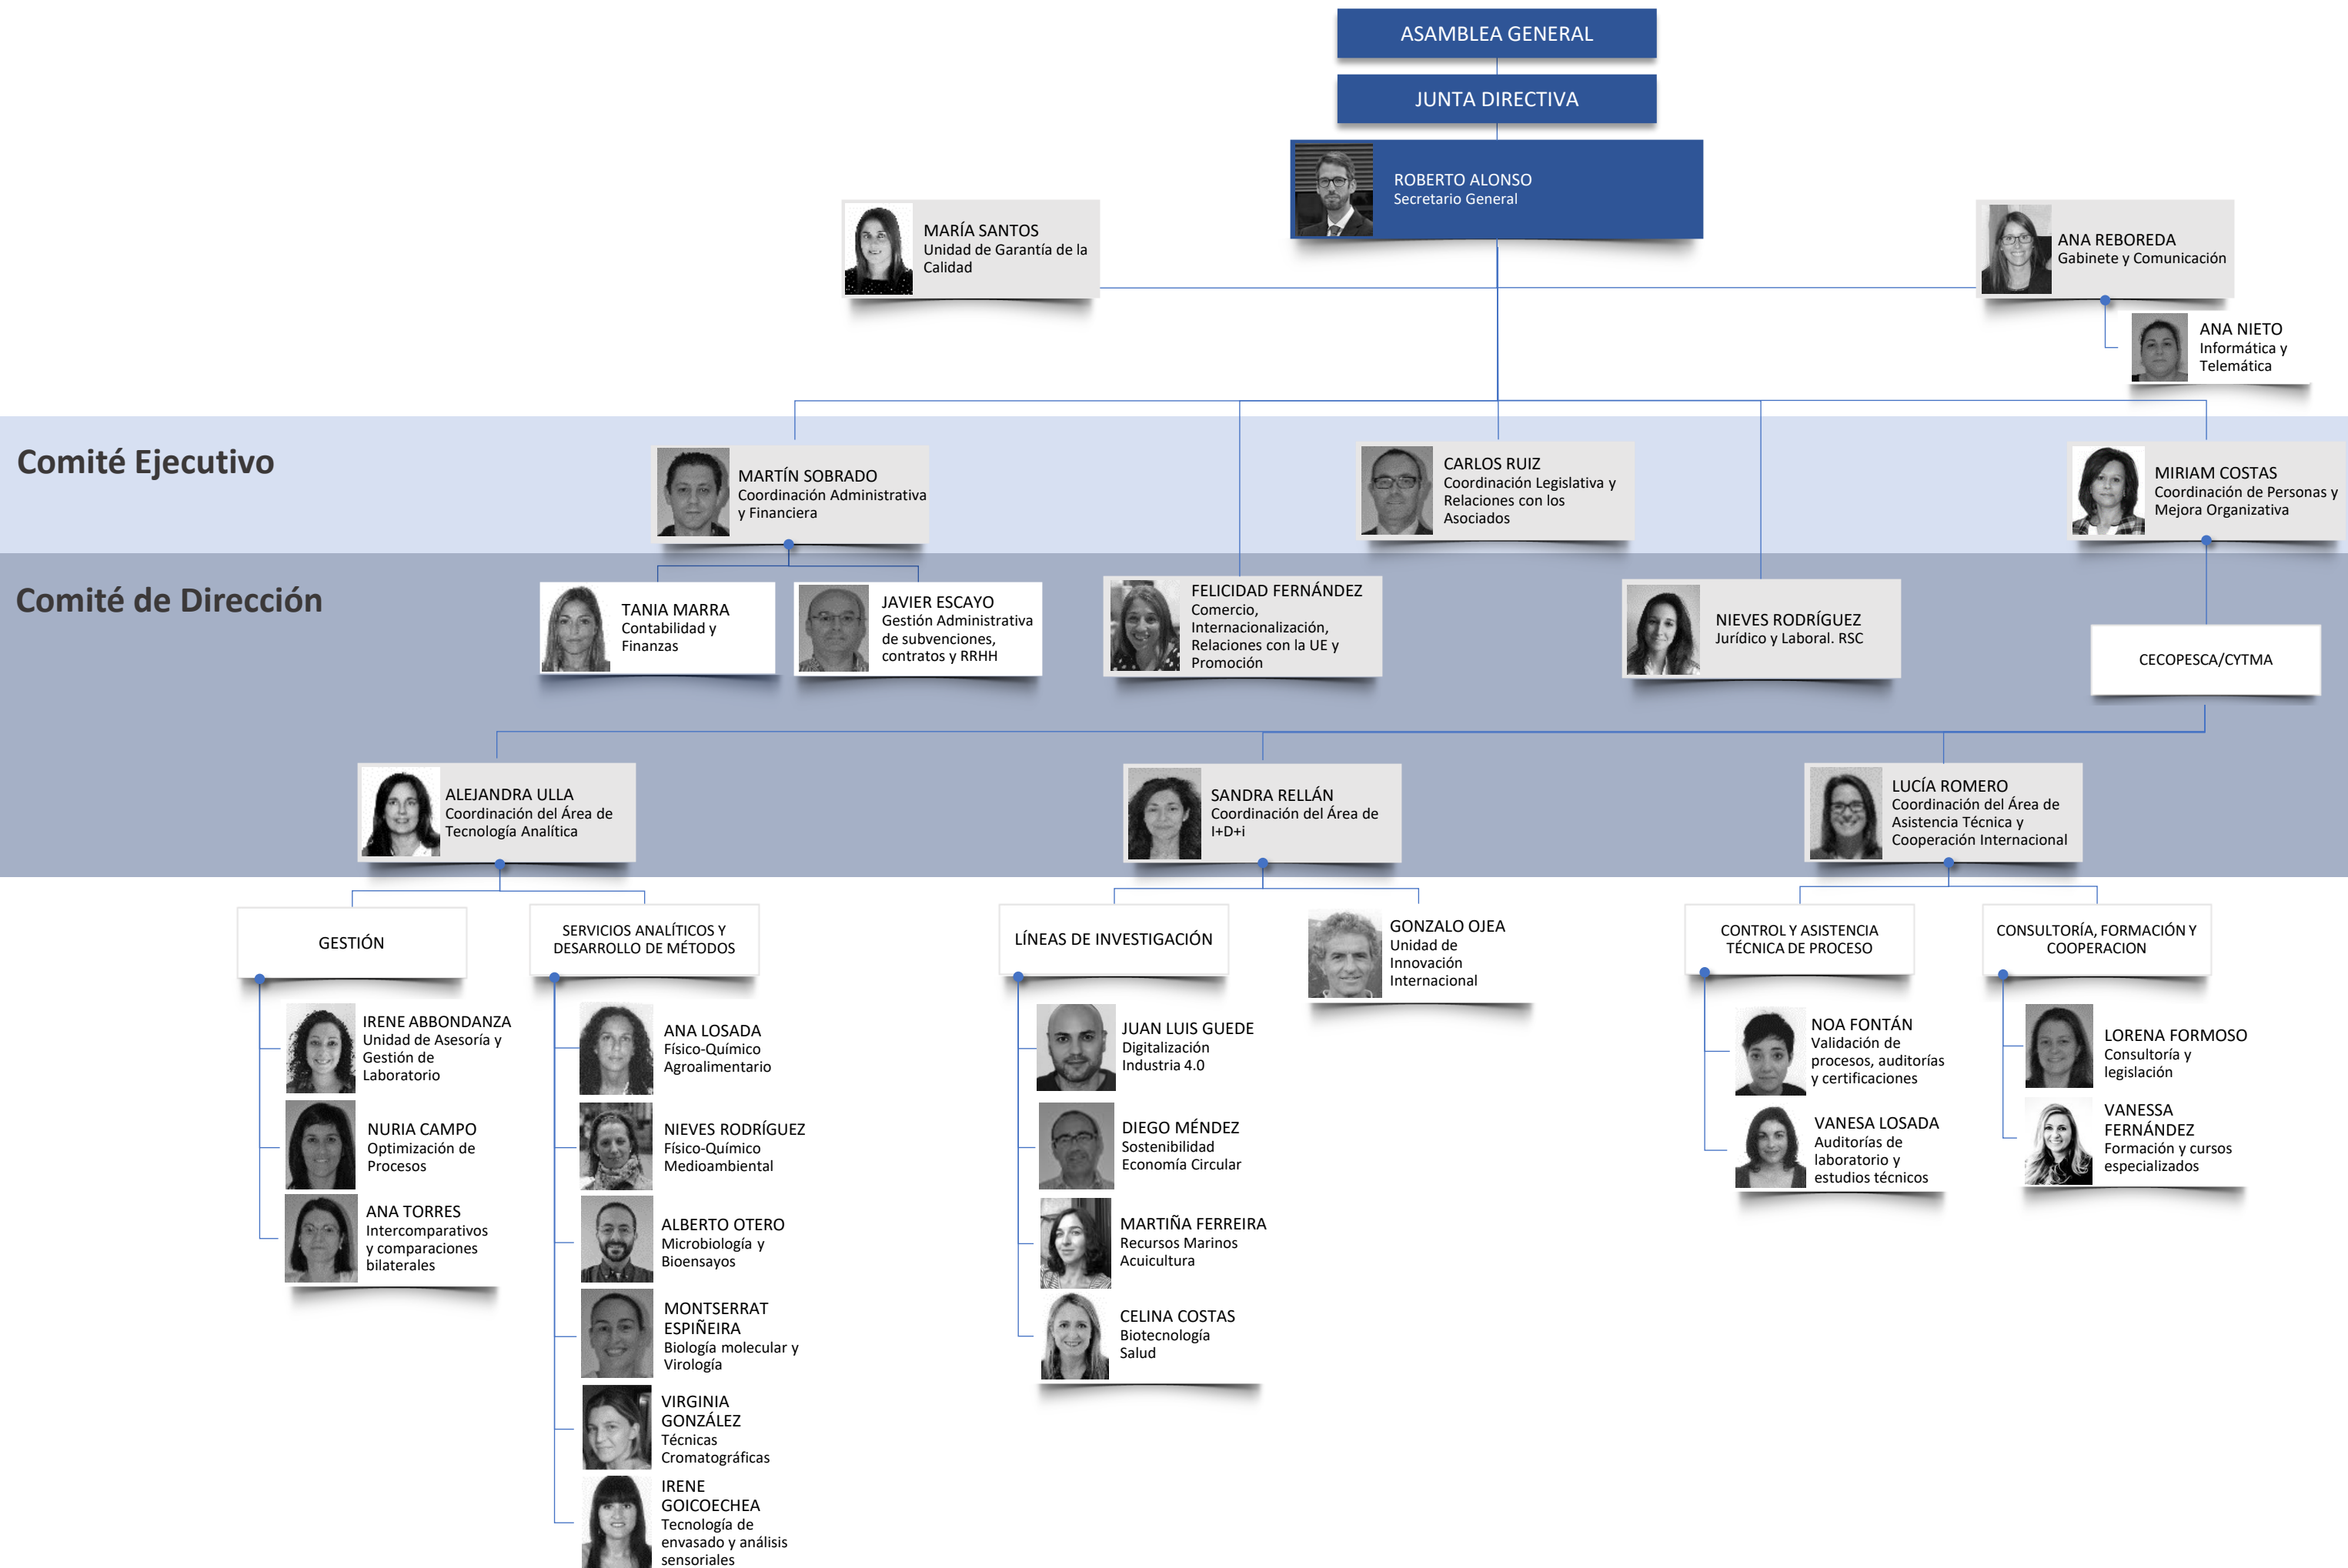 ASAMBLEA GENERAL
JUNTA DIRECTIVA
ROBERTO ALONSO
Secretario General
MARÍA SANTOS
Unidad de Garantía de la
Calidad
ANA REBOREDA
Gabinete y Comunicación
ANA NIETO
Informática y
Telemática
Comité Ejecutivo
MARTÍN SOBRADO
Coordinación Administrativa
y Financiera
CARLOS RUIZ
Coordinación Legislativa y
Relaciones con los
Asociados
MIRIAM COSTAS
Coordinación de Personas y
Mejora Organizativa
Comité de Dirección
TANIA MARRA
Contabilidad y
Finanzas
JAVIER ESCAYO
Gestión Administrativa
de subvenciones,
contratos y RRHH
FELICIDAD FERNÁNDEZ
Comercio,
Internacionalización,
Relaciones con la UE y
Promoción
NIEVES RODRÍGUEZ
Jurídico y Laboral. RSC
CECOPESCA/CYTMA
ALEJANDRA ULLA
Coordinación del Área de
Tecnología Analítica
SANDRA RELLÁN
Coordinación del Área de
I+D+i
LUCÍA ROMERO
Coordinación del Área de
Asistencia Técnica y
Cooperación Internacional
GESTIÓN
IRENE ABBONDANZA
Unidad de Asesoría y
Gestión de
Laboratorio
NURIA CAMPO
Optimización de
Procesos
ANA TORRES
Intercomparativos
y comparaciones
bilaterales
SERVICIOS ANALÍTICOS Y
DESARROLLO DE MÉTODOS
ANA LOSADA
Físico-Químico
Agroalimentario
NIEVES RODRÍGUEZ
Físico-Químico
Medioambiental
ALBERTO OTERO
Microbiología y
Bioensayos
MONTSERRAT
ESPIÑEIRA
Biología molecular y
Virología
VIRGINIA
GONZÁLEZ
Técnicas
Cromatográficas
IRENE
GOICOECHEA
Tecnología de
envasado y análisis
sensoriales
LÍNEAS DE INVESTIGACIÓN
JUAN LUIS GUEDE
Digitalización
Industria 4.0
DIEGO MÉNDEZ
Sostenibilidad
Economía Circular
MARTIÑA FERREIRA
Recursos Marinos
Acuicultura
CELINA COSTAS
Biotecnología
Salud
GONZALO OJEA
Unidad de
Innovación
Internacional
CONTROL Y ASISTENCIA
TÉCNICA DE PROCESO
NOA FONTÁN
Validación de
procesos, auditorías
y certificaciones
VANESA LOSADA
Auditorías de
laboratorio y
estudios técnicos
CONSULTORÍA, FORMACIÓN Y
COOPERACION
LORENA FORMOSO
Consultoría y
legislación
VANESSA
FERNÁNDEZ
Formación y cursos
especializados